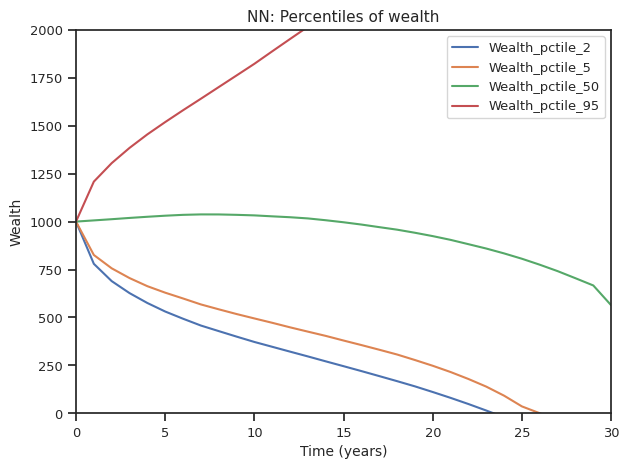 NN: Percentiles of wealth
Wealth_pctile_2
Wealth_pctile_5
Wealth_pctile_50
Wealth_pctile_95
2000
1750
1500
1250
1000
750
500
250
0
Wealth
0 5 10 15 20 25 30
Time (years)